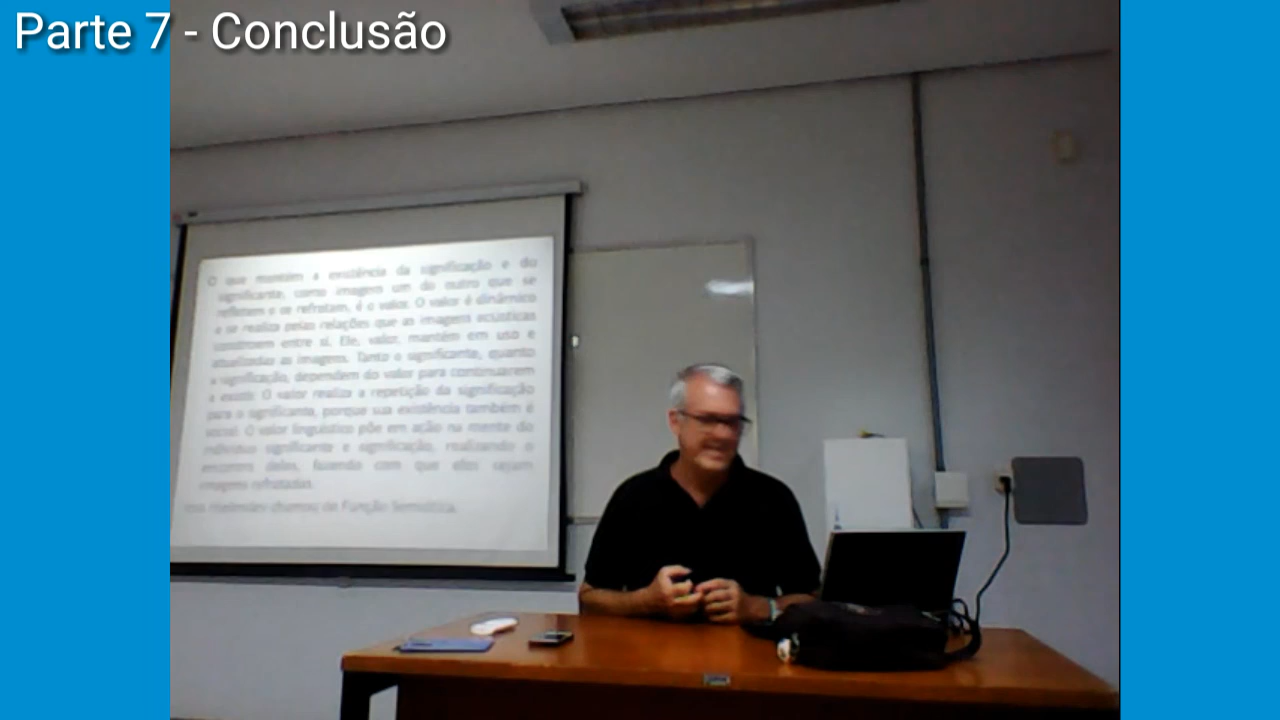 Parte 7 - Conclusão
O que mantém a existência da significação e do
significante, como imagem um do outro que se
refletem e se refratam, é o valor. O valor é dinâmico
e se realiza pelas relações que as imagens acústicas
constroem entre si. Ele, valor, mantém em uso e
atualizadas as imagens. Tanto o significante, quanto
a significação, dependem do valor para continuarem
a existir. O valor realiza a repetição da significação
para o significante, porque sua existência também é
social. O valor linguístico põe em ação na mente do
indivíduo significante e significação, realizando o
encontro deles, fazendo com que eles sejam
imagens refratadas.
chamou de Função Semiótica.